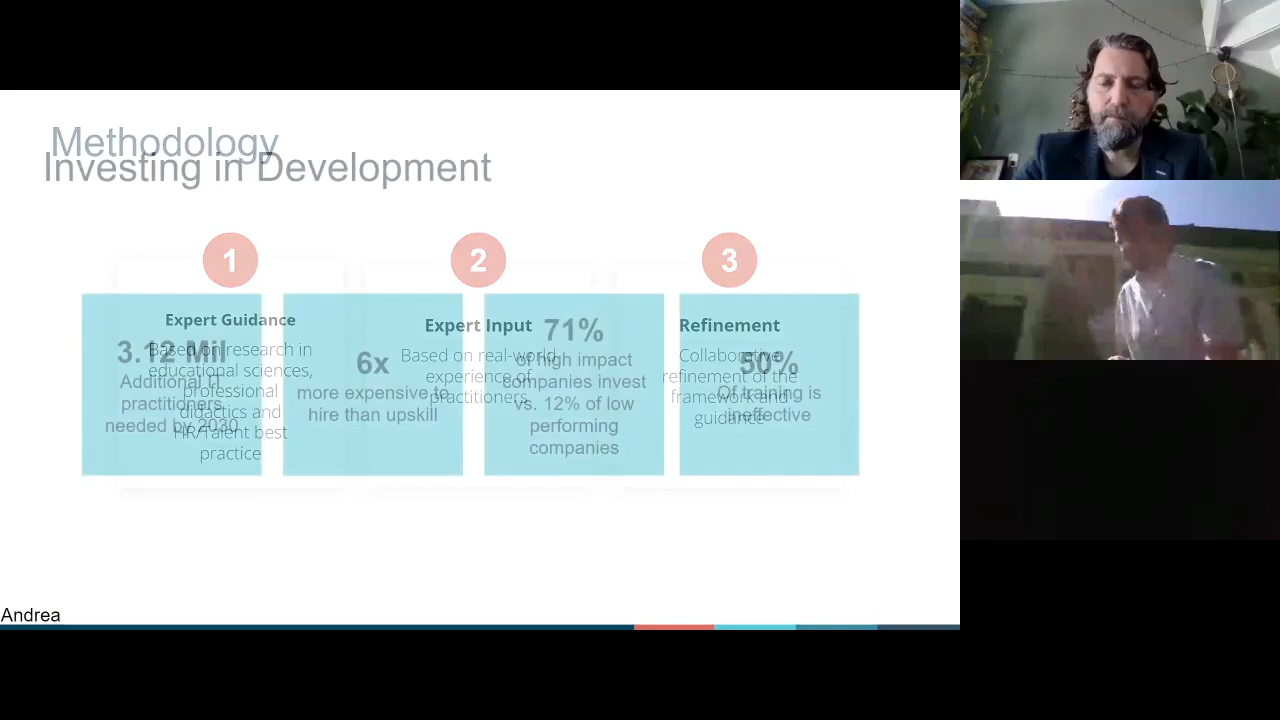 Methodology
Investing in Development
1
2
3
Expert Guidance
Based on research in
educational sciences,
professional
didactics and
HR/Talent best
practice
Expert Input
Based on real-world
experience of
practitioners.
Refinement
Collaborative
refinement of the
framework and
guidance
3.12 Mil
Additional IT
practitioners
needed by 2030
6x
more expensive to
hire than upskill
71%
of high impact
companies invest
vs. 12% of low
performing
companies
50%
Of training is
ineffective
Andrea